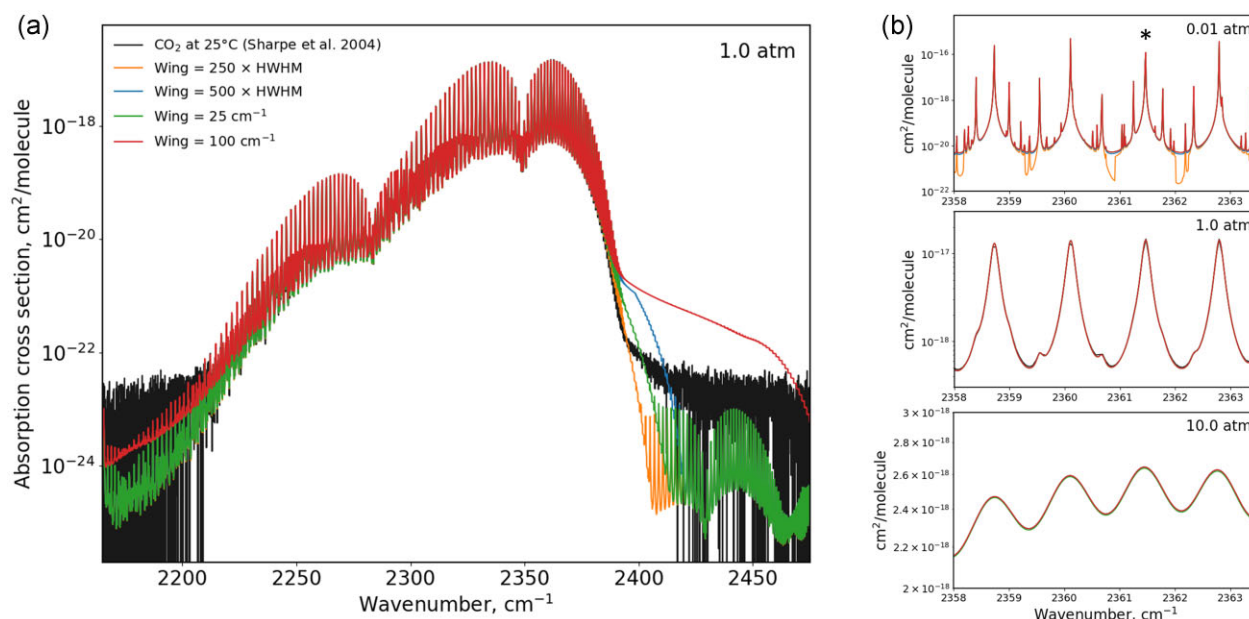 (a)
Absorption cross section, cm²/molecule
10⁻¹⁸
10⁻²⁰
10⁻²²
10⁻²⁴
CO₂ at 25°C (Sharpe et al. 2004)
Wing = 250 × HWHM
Wing = 500 × HWHM
Wing = 25 cm⁻¹
Wing = 100 cm⁻¹
1.0 atm
2200 2250 2300 2350 2400 2450
Wavenumber, cm⁻¹
(b)
0.01 atm
*
cm²/molecule
10⁻¹⁶
10⁻¹⁸
10⁻²⁰
10⁻²²
2358 2359 2360 2361 2362 2363
1.0 atm
cm²/molecule
10⁻¹⁷
10⁻¹⁸
2358 2359 2360 2361 2362 2363
10.0 atm
cm²/molecule
3 × 10⁻¹⁸
2.8 × 10⁻¹⁸
2.6 × 10⁻¹⁸
2.4 × 10⁻¹⁸
2.2 × 10⁻¹⁸
2 × 10⁻¹⁸
2358 2359 2360 2361 2362 2363
Wavenumber, cm⁻¹